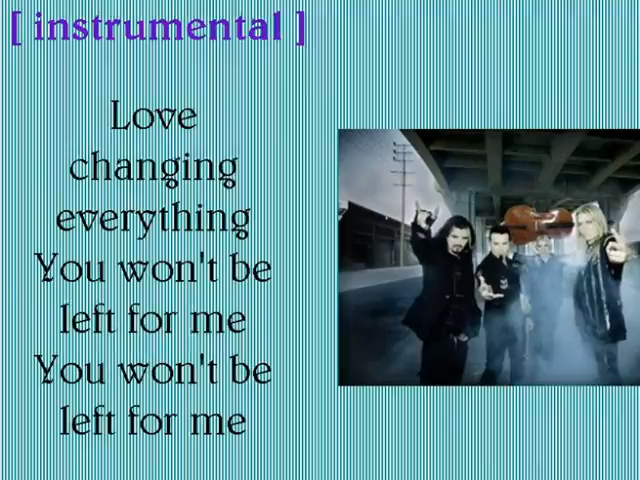 [ instrumental ]
Love
changing
everything
You won't be
left for me
You won't be
left for me